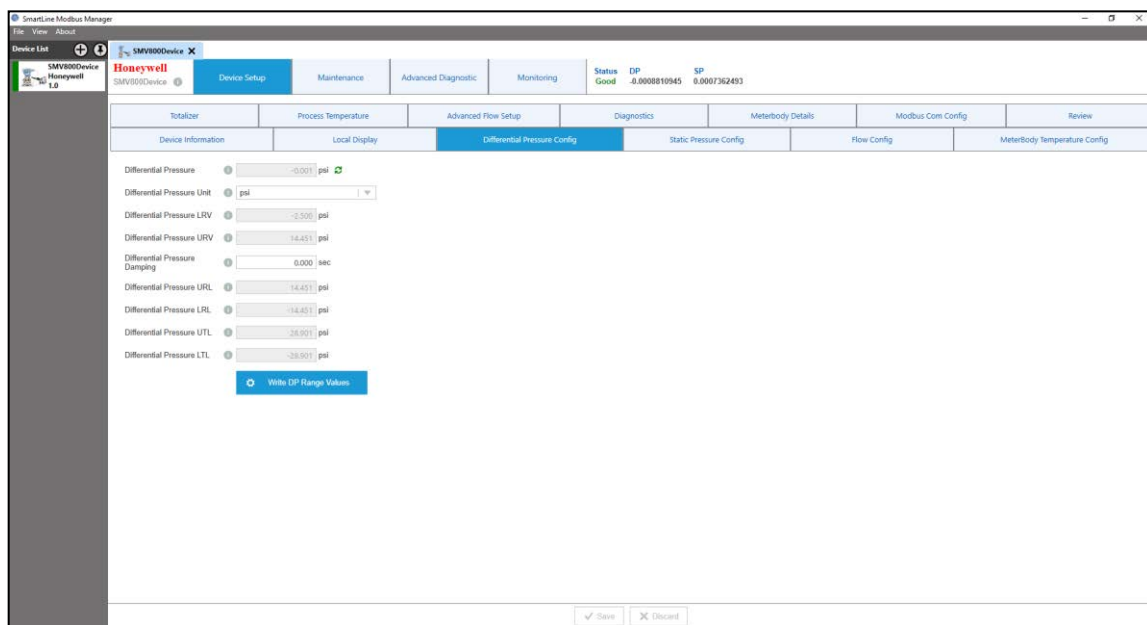 SmartLine Modbus Manager
File View About
Device List
SMV800Device
Honeywell
1.0
SMV800Device
Honeywell
SMV800Device
Device Setup
Maintenance
Advanced Diagnostic
Monitoring
Status DP SP
Good -0.0008810945 0.0007362493
Totalizer Process Temperature Advanced Flow Setup Diagnostics Meterbody Details Modbus Com Config Review
Device Information Local Display Differential Pressure Config Static Pressure Config Flow Config MeterBody Temperature Config
Differential Pressure -0.001 psi
Differential Pressure Unit psi
Differential Pressure LRV -2.500 psi
Differential Pressure URV 14.451 psi
Differential Pressure
Damping 0.000 sec
Differential Pressure URL 14.451 psi
Differential Pressure LRL -14.451 psi
Differential Pressure UTL 28.901 psi
Differential Pressure LTL -28.901 psi
Write DP Range Values
Save Discard